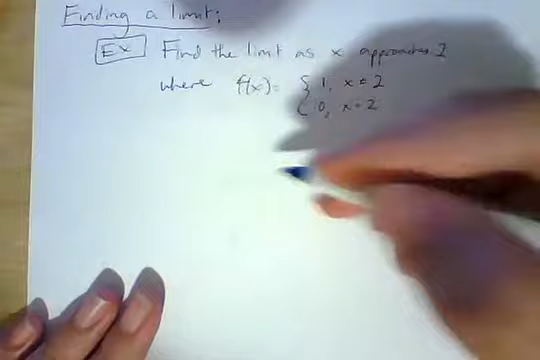 Finding a limit:
Ex Find the limit as x approaches 2
where f(x) = { 1, x ≠ 2
0, x = 2